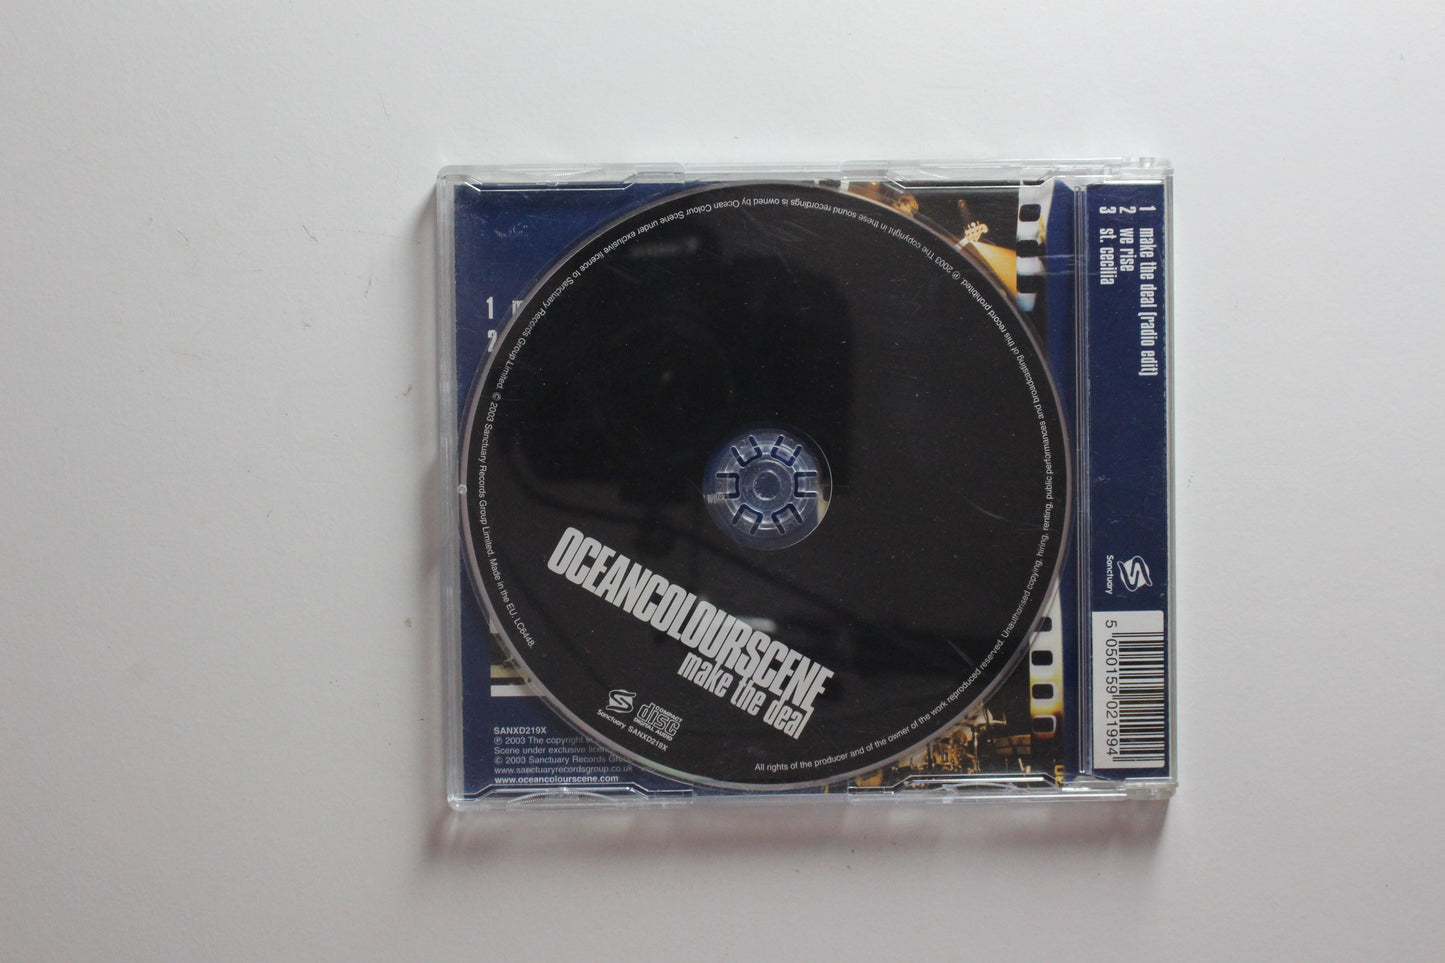 1 make the deal (radio edit)
2 we rise
3 st. cecilia
Sanctuary
5 050159 021994
1 m
2
OCEANCOLOURSCENE
make the deal
Sanctuary
COMPACT
disc
DIGITAL AUDIO
SANXD219X
All rights of the producer and of the owner of the work reproduced reserved. Unauthorised copying, hiring, renting, public performances and broadcasting of this record prohibited. ℗ 2003 The copyright in these sound recordings is owned by Ocean Colour Scene under exclusive licence to Sanctuary Records Group Limited. © 2003 Sanctuary Records Group Limited. Made in the EU. LC6448.
SANXD219X
℗ 2003 The copyright
Scene under exclusive licen
© 2003 Sanctuary Records Gro
www.sanctuaryrecordsgroup.co.uk
www.oceancolourscene.com